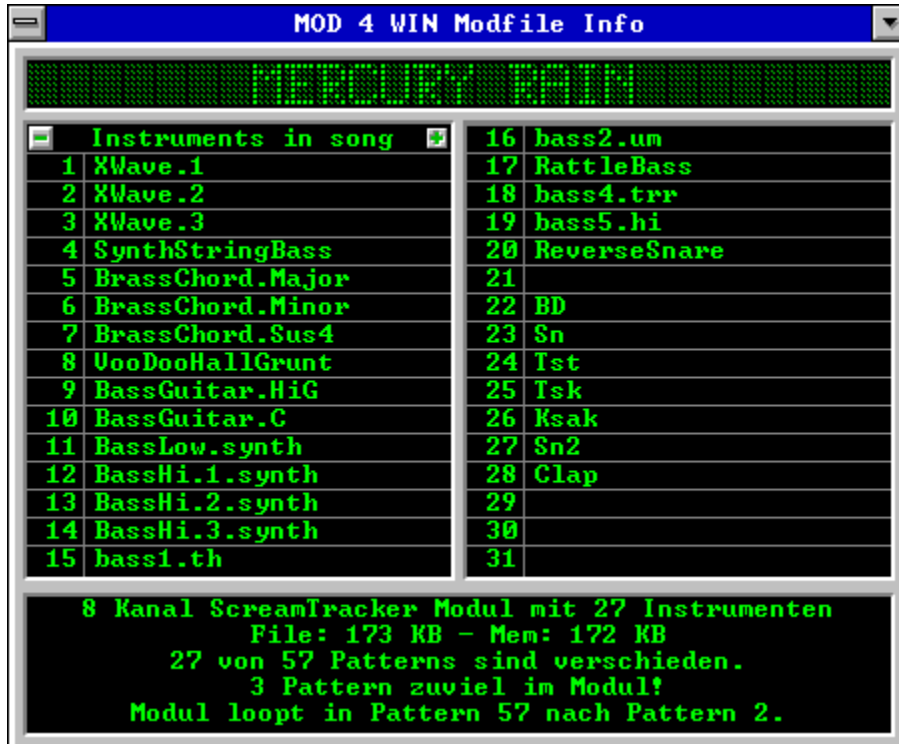 MOD 4 WIN Modfile Info
MERCURY RAIN
Instruments in song
1 XWave.1
2 XWave.2
3 XWave.3
4 SynthStringBass
5 BrassChord.Major
6 BrassChord.Minor
7 BrassChord.Sus4
8 VooDooHallGrunt
9 BassGuitar.HiG
10 BassGuitar.C
11 BassLow.synth
12 BassHi.1.synth
13 BassHi.2.synth
14 BassHi.3.synth
15 bass1.th
16 bass2.um
17 RattleBass
18 bass4.trr
19 bass5.hi
20 ReverseSnare
21
22 BD
23 Sn
24 Tst
25 Tsk
26 Ksak
27 Sn2
28 Clap
29
30
31
8 Kanal ScreamTracker Modul mit 27 Instrumenten
File: 173 KB - Mem: 172 KB
27 von 57 Patterns sind verschieden.
3 Pattern zuviel im Modul!
Modul loopt in Pattern 57 nach Pattern 2.